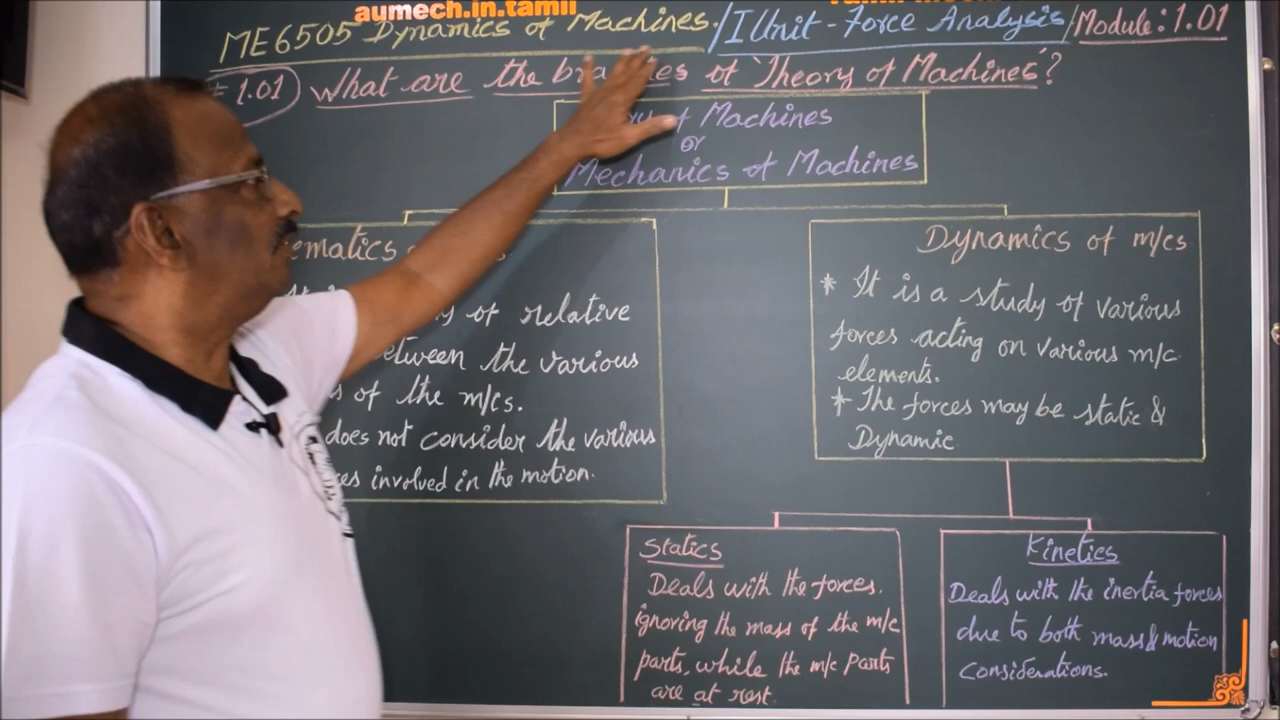 aumech.in.tamil
ME6505 Dynamics of Machines. / I Unit - Force Analysis / Module: 1.01
1.01 What are the branches of 'Theory of Machines'?
of Machines
or
Mechanics of Machines
Dynamics of m/cs
* It is a study of various
forces acting on various m/c
elements.
* The forces may be static &
Dynamic
of relative
between the various
of the m/cs.
does not consider the various
involved in the motion.
Statics
Deals with the forces.
ignoring the mass of the m/c
parts, while the m/c parts
are at rest.
Kinetics
Deals with the inertia forces
due to both mass & motion
Considerations.